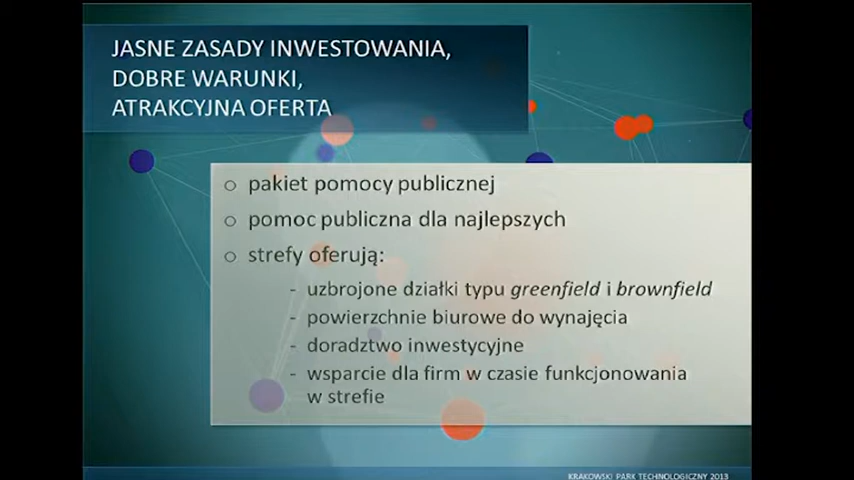 JASNE ZASADY INWESTOWANIA,
DOBRE WARUNKI,
ATRAKCYJNA OFERTA
o pakiet pomocy publicznej
o pomoc publiczna dla najlepszych
o strefy oferują:
- uzbrojone działki typu greenfield i brownfield
- powierzchnie biurowe do wynajęcia
- doradztwo inwestycyjne
- wsparcie dla firm w czasie funkcjonowania
w strefie
KRAKOWSKI PARK TECHNOLOGICZNY 2013